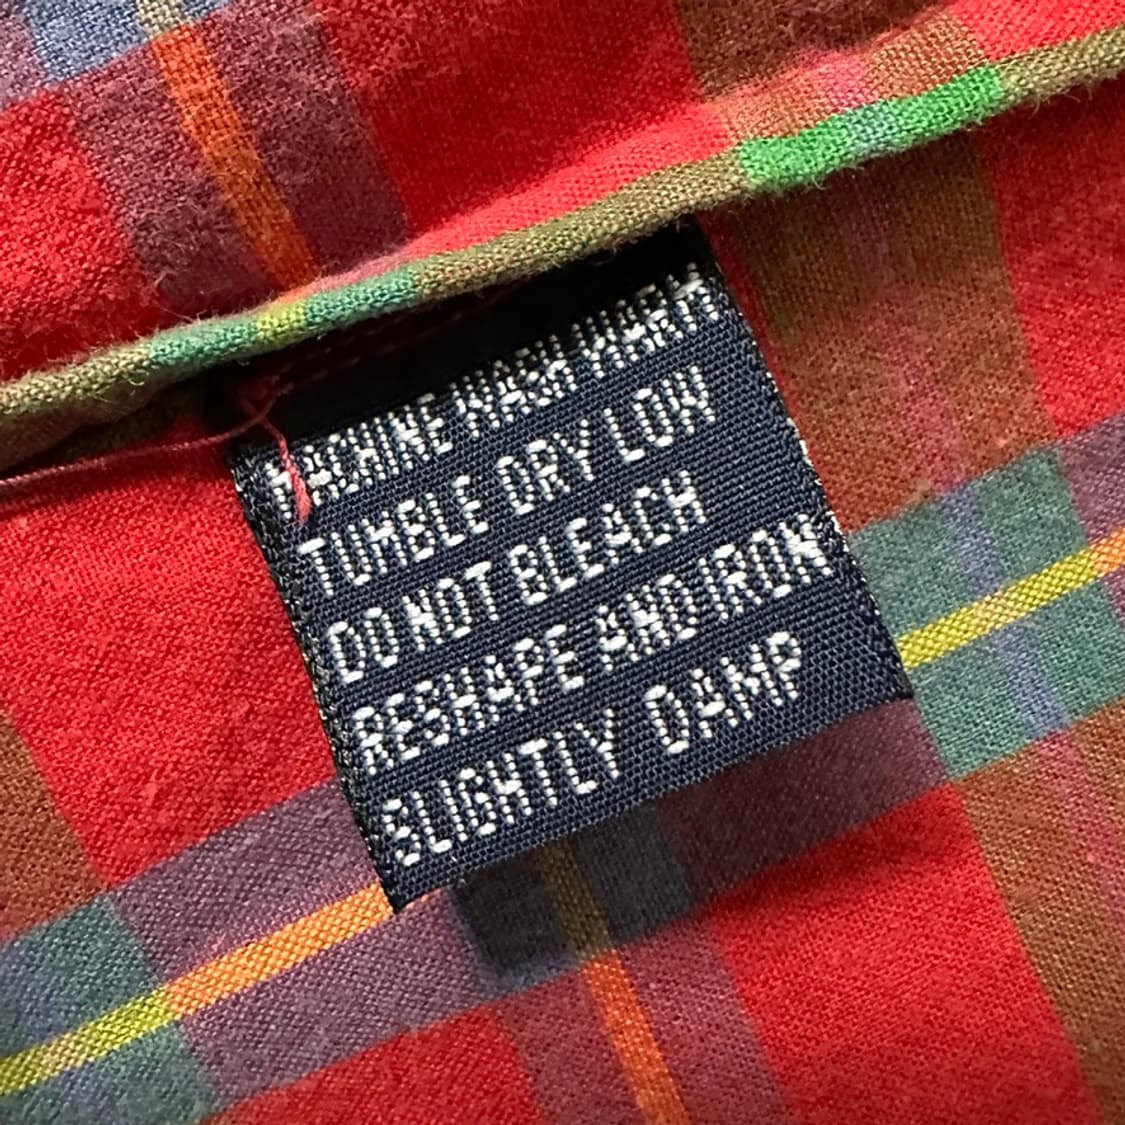 MACHINE WASH WARM
TUMBLE DRY LOW
DO NOT BLEACH
RESHAPE AND IRON
SLIGHTLY DAMP